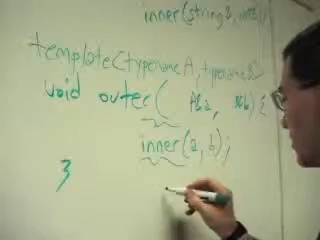 inner(string&,
template<typename A, typename B>
void outer( A&a, B&b) {
inner(a, b);
}